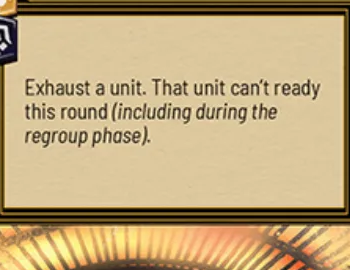 Exhaust a unit. That unit can't ready
this round (including during the
regroup phase).